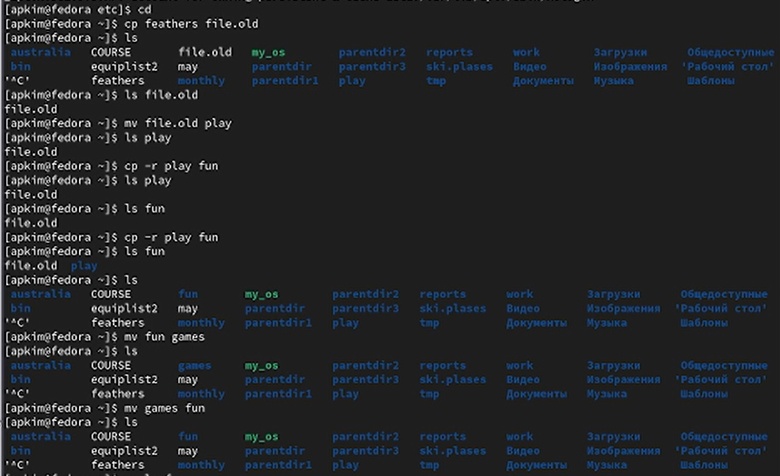 [apkim@fedora etc]$ cd
[apkim@fedora ~]$ cp feathers file.old
[apkim@fedora ~]$ ls
australia COURSE file.old my_os parentdir2 reports work Загрузки Общедоступные
bin equiplist2 may parentdir parentdir3 ski.plases Видео Изображения 'Рабочий стол'
'^C' feathers monthly parentdir1 play tmp Документы Музыка Шаблоны
[apkim@fedora ~]$ ls file.old
file.old
[apkim@fedora ~]$ mv file.old play
[apkim@fedora ~]$ ls play
file.old
[apkim@fedora ~]$ cp -r play fun
[apkim@fedora ~]$ ls play
file.old
[apkim@fedora ~]$ ls fun
file.old
[apkim@fedora ~]$ cp -r play fun
[apkim@fedora ~]$ ls fun
file.old play
[apkim@fedora ~]$ ls
australia COURSE fun my_os parentdir2 reports work Загрузки Общедоступные
bin equiplist2 may parentdir parentdir3 ski.plases Видео Изображения 'Рабочий стол'
'^C' feathers monthly parentdir1 play tmp Документы Музыка Шаблоны
[apkim@fedora ~]$ mv fun games
[apkim@fedora ~]$ ls
australia COURSE games my_os parentdir2 reports work Загрузки Общедоступные
bin equiplist2 may parentdir parentdir3 ski.plases Видео Изображения 'Рабочий стол'
'^C' feathers monthly parentdir1 play tmp Документы Музыка Шаблоны
[apkim@fedora ~]$ mv games fun
[apkim@fedora ~]$ ls
australia COURSE fun my_os parentdir2 reports work Загрузки Общедоступные
bin equiplist2 may parentdir parentdir3 ski.plases Видео Изображения 'Рабочий стол'
'^C' feathers monthly parentdir1 play tmp Документы Музыка Шаблоны